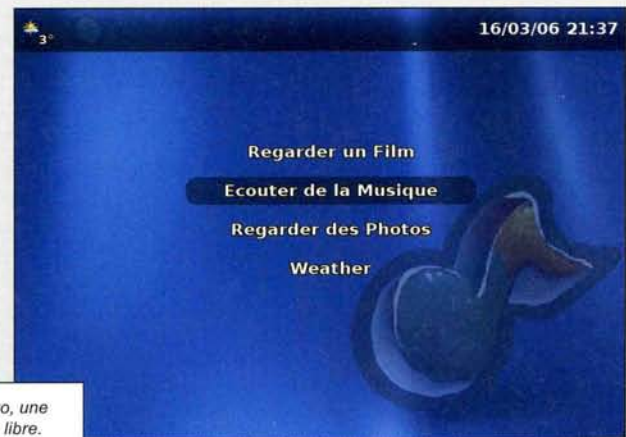 3°
16/03/06 21:37
Regarder un Film
Ecouter de la Musique
Regarder des Photos
Weather
une
libre.